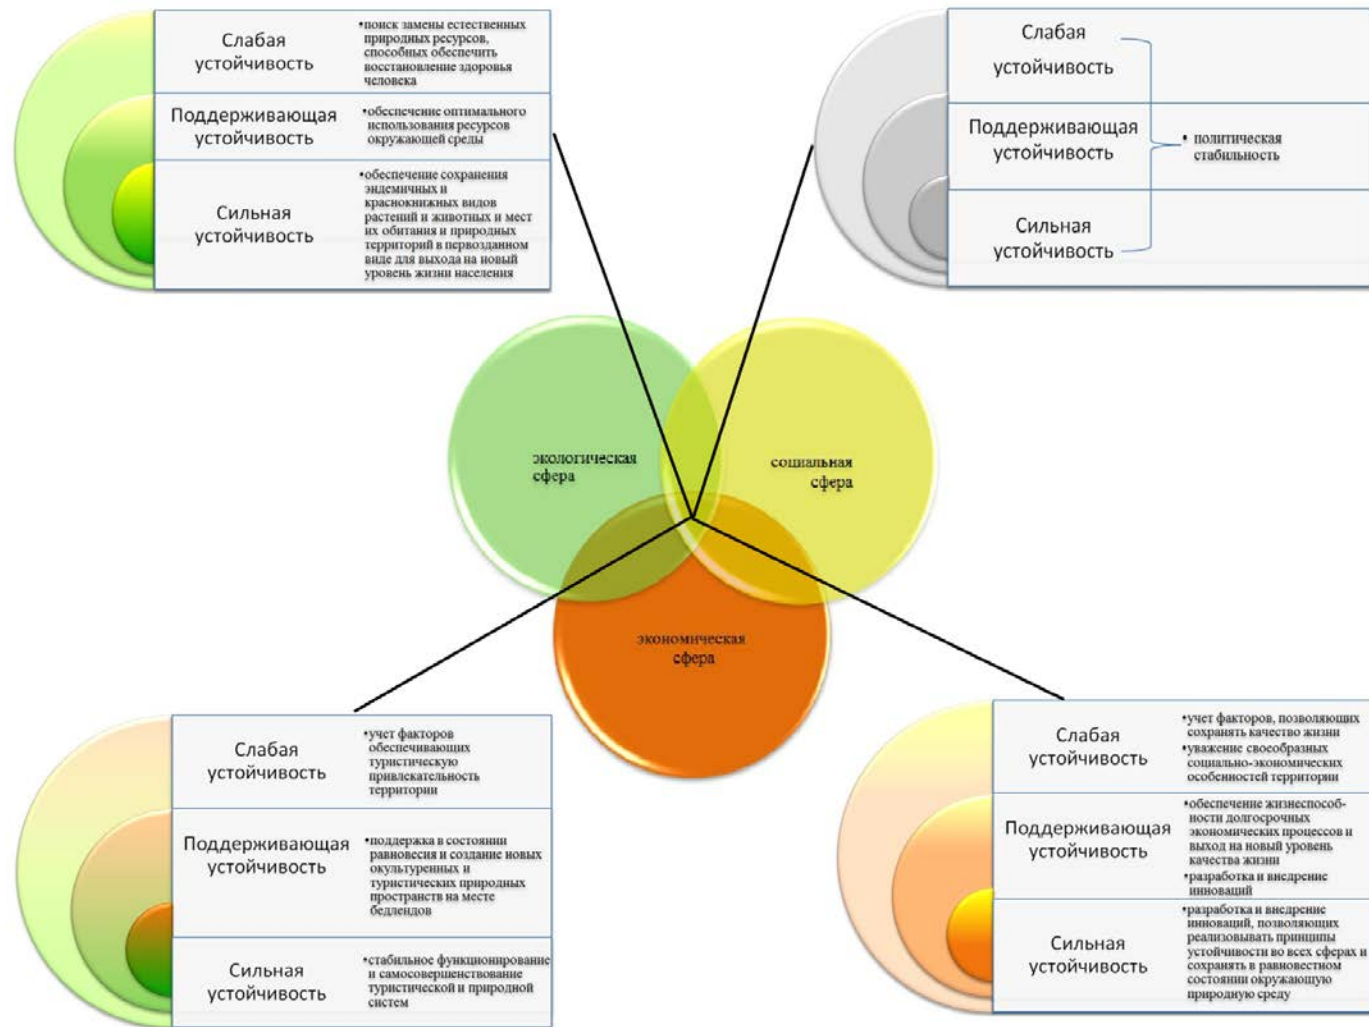 Слабая
устойчивость
•поиск замены естественных
природных ресурсов,
способных обеспечить
восстановление здоровья
человека
Поддерживающая
устойчивость
•обеспечение оптимального
использования ресурсов
окружающей среды
Сильная
устойчивость
•обеспечение сохранения
эндемичных и
краснокнижных видов
растений и животных и мест
их обитания и природных
территорий в первозданном
виде для выхода на новый
уровень жизни населения
Слабая
устойчивость
Поддерживающая
устойчивость
Сильная
устойчивость
• политическая
стабильность
экологическая
сфера
социальная
сфера
экономическая
сфера
Слабая
устойчивость
•учет факторов
обеспечивающих
туристическую
привлекательность
территории
Поддерживающая
устойчивость
•поддержка в состоянии
равновесия и создание новых
окультуренных и
туристических природных
пространств на месте
бедлендов
Сильная
устойчивость
•стабильное функционирование
и самосовершенствование
туристической и природной
систем
Слабая
устойчивость
•учет факторов, позволяющих
сохранять качество жизни
•уважение своеобразных
социально-экономических
особенностей территории
Поддерживающая
устойчивость
•обеспечение жизнеспособ-
ности долгосрочных
экономических процессов и
выход на новый уровень
качества жизни
•разработка и внедрение
инноваций
Сильная
устойчивость
•разработка и внедрение
инноваций, позволяющих
реализовывать принципы
устойчивости во всех сферах и
сохранять в равновестном
состоянии окружающую
природную среду